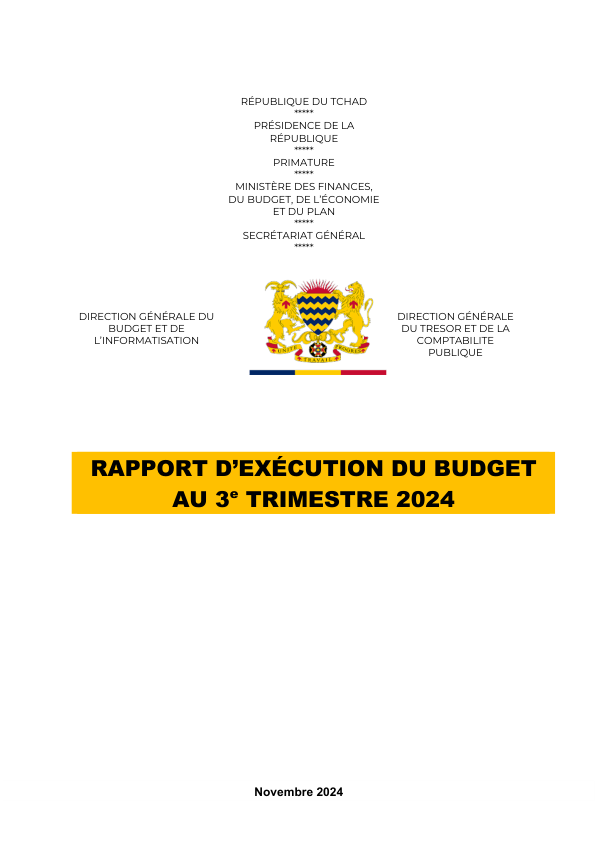 RÉPUBLIQUE DU TCHAD
*****
PRÉSIDENCE DE LA
RÉPUBLIQUE
*****
PRIMATURE
*****
MINISTÈRE DES FINANCES,
DU BUDGET, DE L'ÉCONOMIE
ET DU PLAN
*****
SECRÉTARIAT GÉNÉRAL
*****
DIRECTION GÉNÉRALE DU
BUDGET ET DE
L'INFORMATISATION
UNITÉ
TRAVAIL
PROGRÈS
DIRECTION GÉNÉRALE
DU TRESOR ET DE LA
COMPTABILITE
PUBLIQUE
RAPPORT D'EXÉCUTION DU BUDGET
AU 3e TRIMESTRE 2024
Novembre 2024